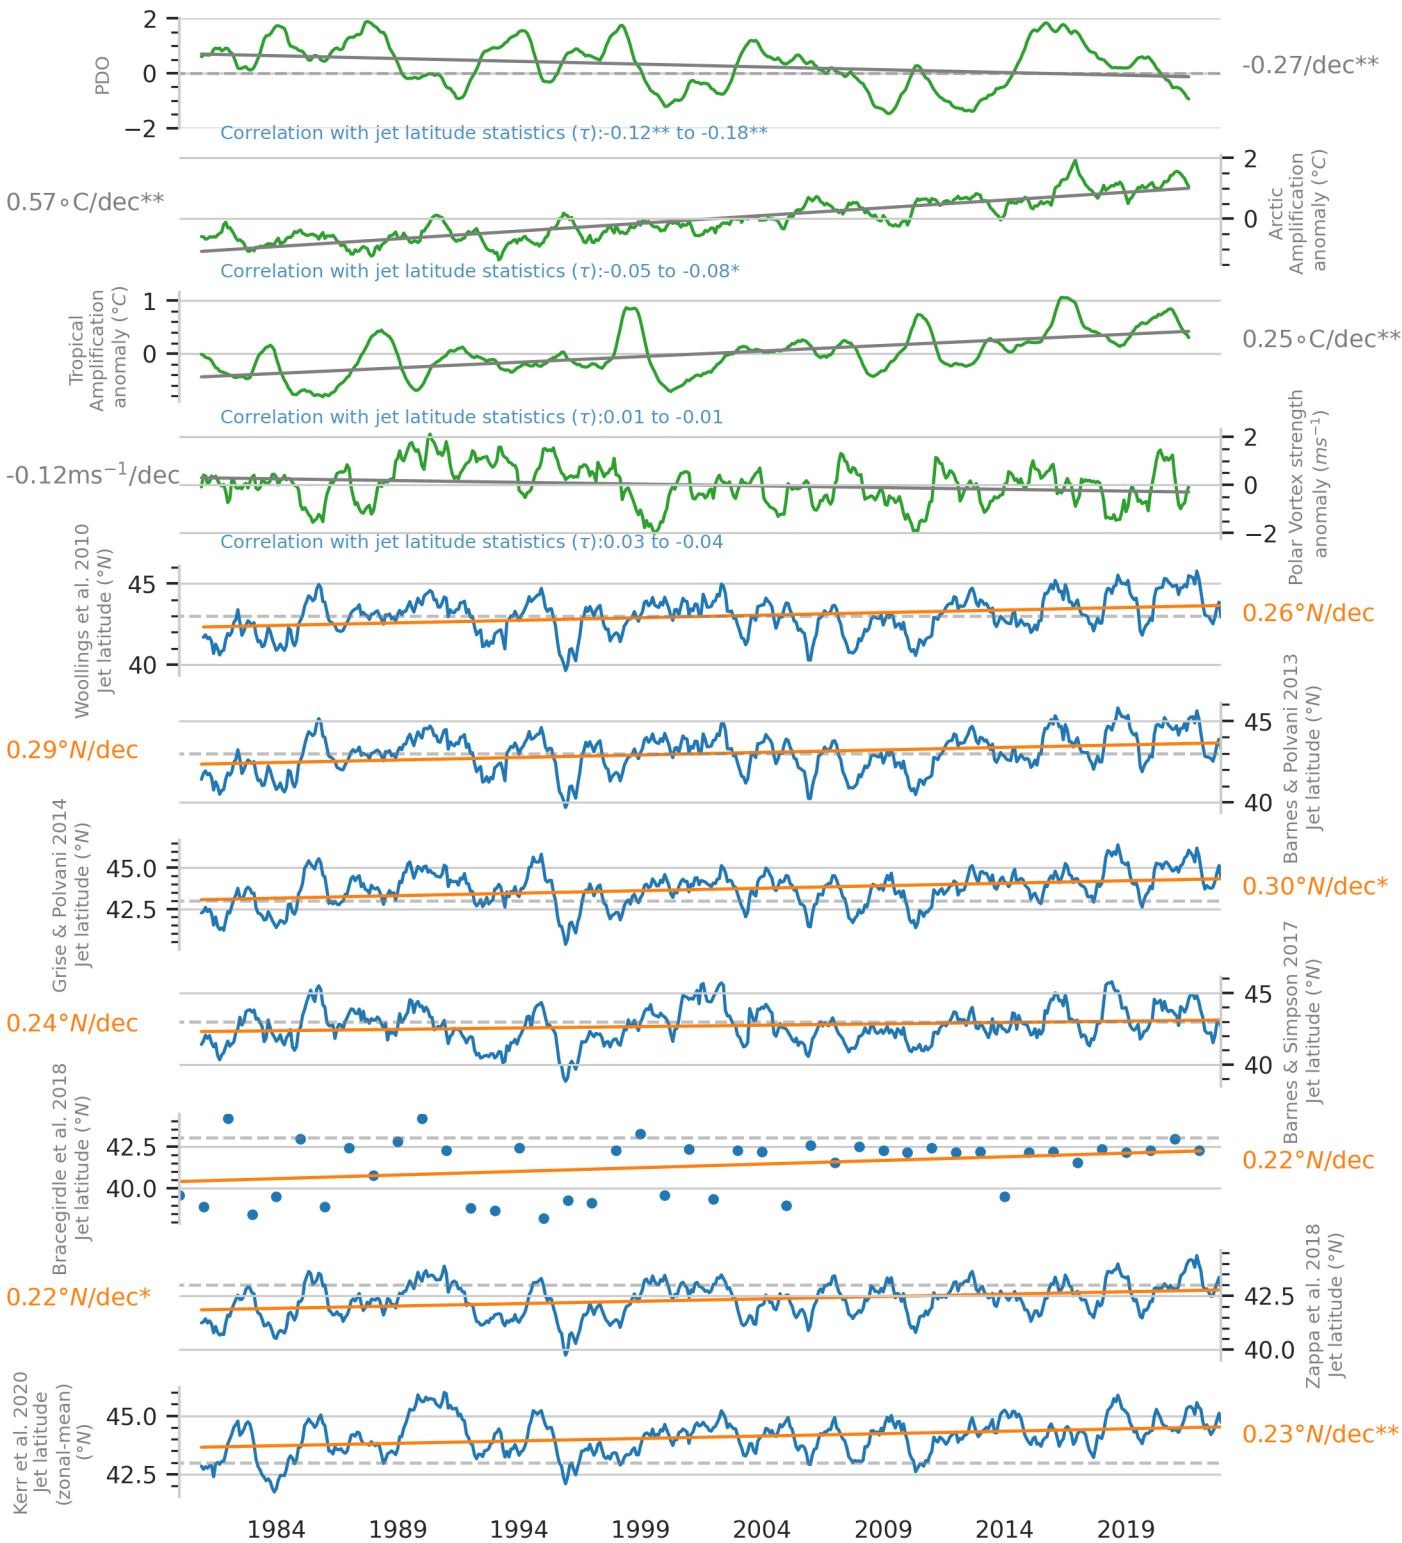 PDO
2
0
−2
-0.27/dec**
Correlation with jet latitude statistics (τ):-0.12** to -0.18**
0.57∘C/dec**
2
0
Arctic
Amplification
anomaly (°C)
Correlation with jet latitude statistics (τ):-0.05 to -0.08*
Tropical
Amplification
anomaly (°C)
1
0
0.25∘C/dec**
Correlation with jet latitude statistics (τ):0.01 to -0.01
-0.12ms⁻¹/dec
2
0
−2
Polar Vortex strength
anomaly (ms⁻¹)
Correlation with jet latitude statistics (τ):0.03 to -0.04
Woollings et al. 2010
Jet latitude (°N)
45
40
0.26°N/dec
0.29°N/dec
45
40
Barnes & Polvani 2013
Jet latitude (°N)
Grise & Polvani 2014
Jet latitude (°N)
45.0
42.5
0.30°N/dec*
0.24°N/dec
45
40
Barnes & Simpson 2017
Jet latitude (°N)
Bracegirdle et al. 2018
Jet latitude (°N)
42.5
40.0
0.22°N/dec
0.22°N/dec*
42.5
40.0
Zappa et al. 2018
Jet latitude (°N)
Kerr et al. 2020
Jet latitude
(zonal-mean)
(°N)
45.0
42.5
0.23°N/dec**
1984 1989 1994 1999 2004 2009 2014 2019